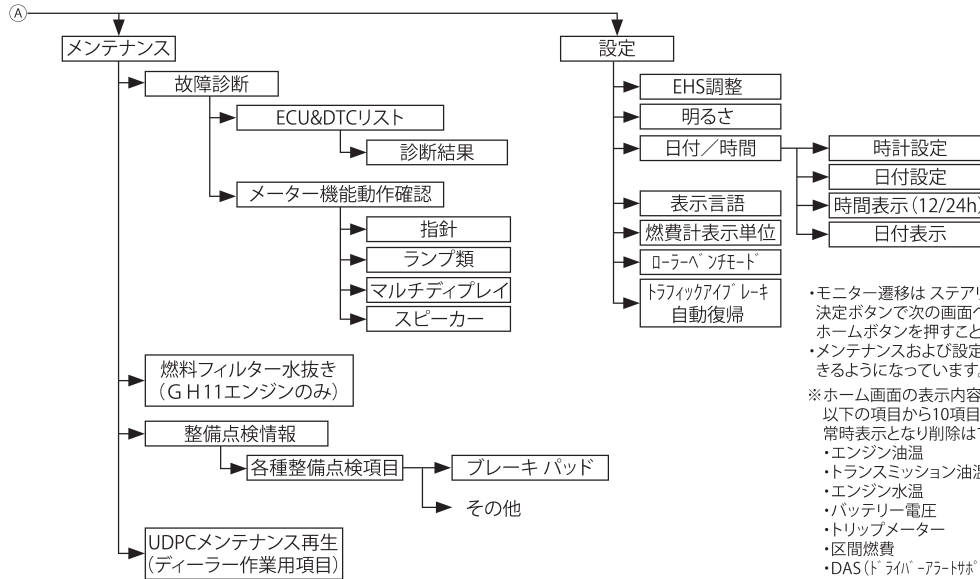 Ⓐ
メンテナンス
故障診断
ECU&DTCリスト
診断結果
メーター機能動作確認
指針
ランプ類
マルチディプレイ
スピーカー
燃料フィルター水抜き
（GH11エンジンのみ）
整備点検情報
各種整備点検項目
ブレーキ パッド
その他
UDPCメンテナンス再生
(ディーラー作業用項目)
設定
EHS調整
明るさ
日付／時間
時計設定
日付設定
時間表示（12/24h）
日付表示
表示言語
燃費計表示単位
ﾛｰﾗｰﾍﾞﾝﾁﾓｰﾄﾞ
ﾄﾗﾌｨｯｸｱｲﾌﾞﾚｰｷ
自動復帰
・モニター遷移は ステアリ
決定ボタンで次の画面へ
ホームボタンを押すこと
・メンテナンスおよび設定
きるようになっています。
※ホーム画面の表示内容
以下の項目から10項目
常時表示となり削除は
・エンジン油温
・トランスミッション油温
・エンジン水温
・バッテリー電圧
・トリップメーター
・区間燃費
・DAS（ﾄﾞﾗｲﾊﾞｰｱﾗｰﾄｻﾎﾟ